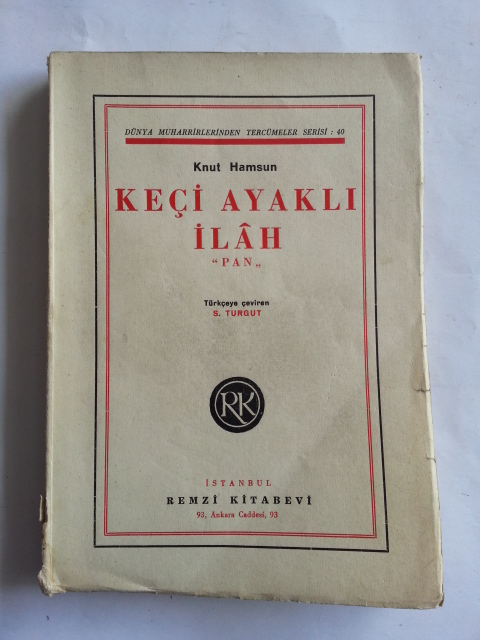 DÜNYA MUHARRİRLERİNDEN TERCÜMELER SERİSİ : 40
Knut Hamsun
KEÇİ AYAKLI
İLÂH
“ PAN „
Türkçeye çeviren
S. TURGUT
RK
İSTANBUL
REMZİ KİTABEVİ
93, Ankara Caddesi, 93